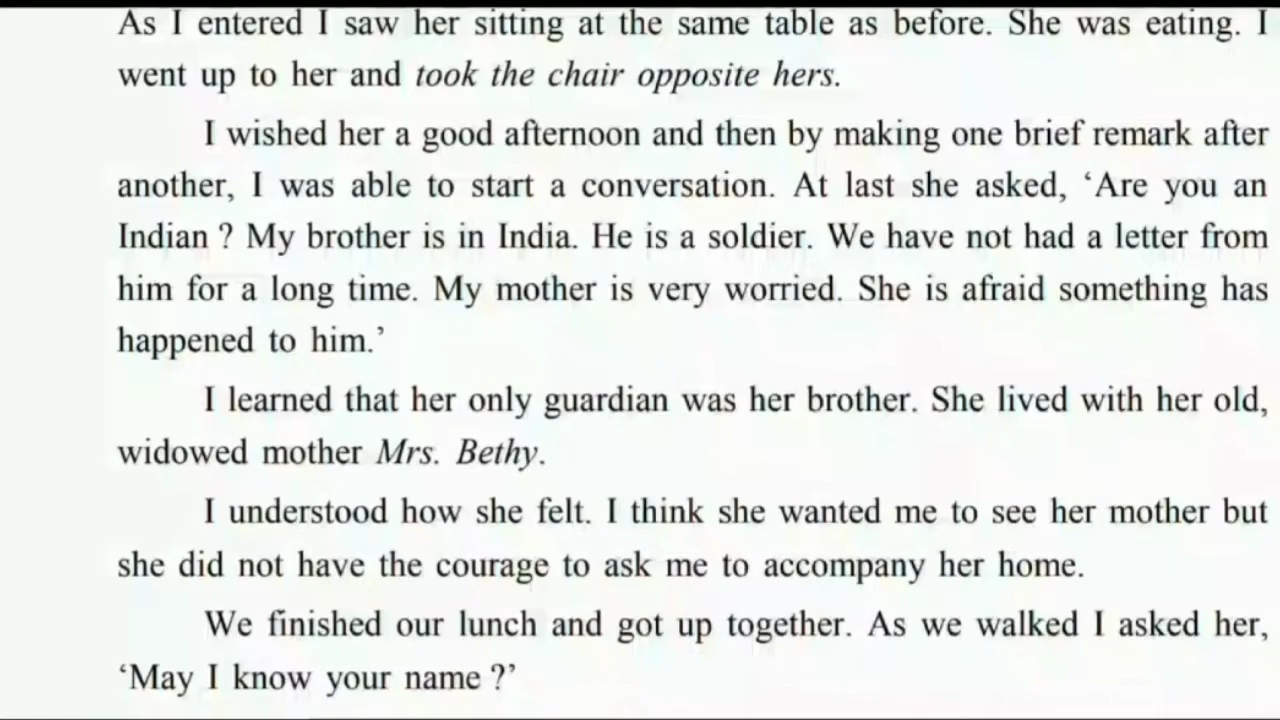 As I entered I saw her sitting at the same table as before. She was eating. I
went up to her and took the chair opposite hers.
I wished her a good afternoon and then by making one brief remark after
another, I was able to start a conversation. At last she asked, ‘Are you an
Indian ? My brother is in India. He is a soldier. We have not had a letter from
him for a long time. My mother is very worried. She is afraid something has
happened to him.’
I learned that her only guardian was her brother. She lived with her old,
widowed mother Mrs. Bethy.
I understood how she felt. I think she wanted me to see her mother but
she did not have the courage to ask me to accompany her home.
We finished our lunch and got up together. As we walked I asked her,
‘May I know your name ?’